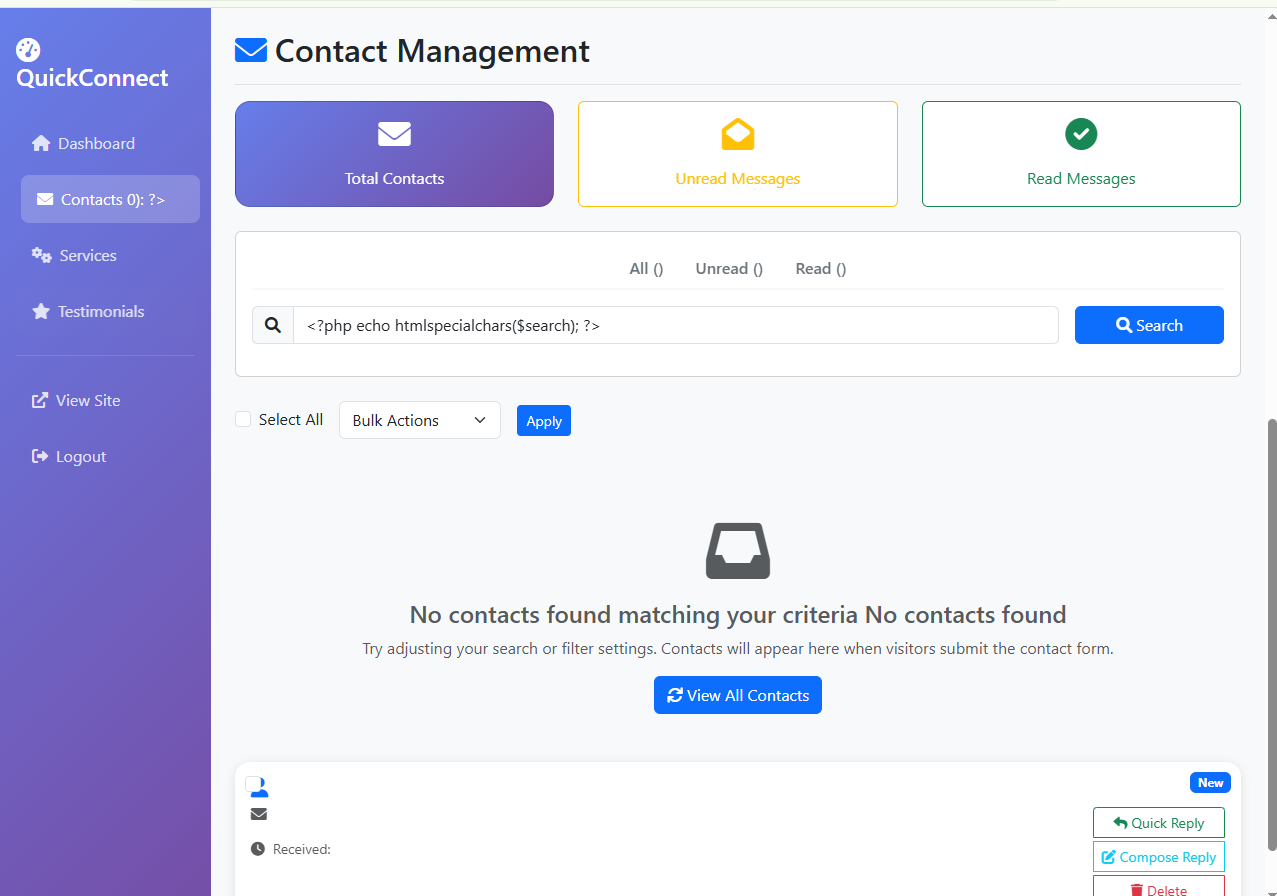 QuickConnect
Dashboard
Contacts 0): ?>
Services
Testimonials
View Site
Logout
Contact Management
Total Contacts
Unread Messages
Read Messages
All ()
Unread ()
Read ()
<?php echo htmlspecialchars($search); ?>
Search
Select All
Bulk Actions
Apply
No contacts found matching your criteria No contacts found
Try adjusting your search or filter settings. Contacts will appear here when visitors submit the contact form.
View All Contacts
New
Received:
Quick Reply
Compose Reply
Delete